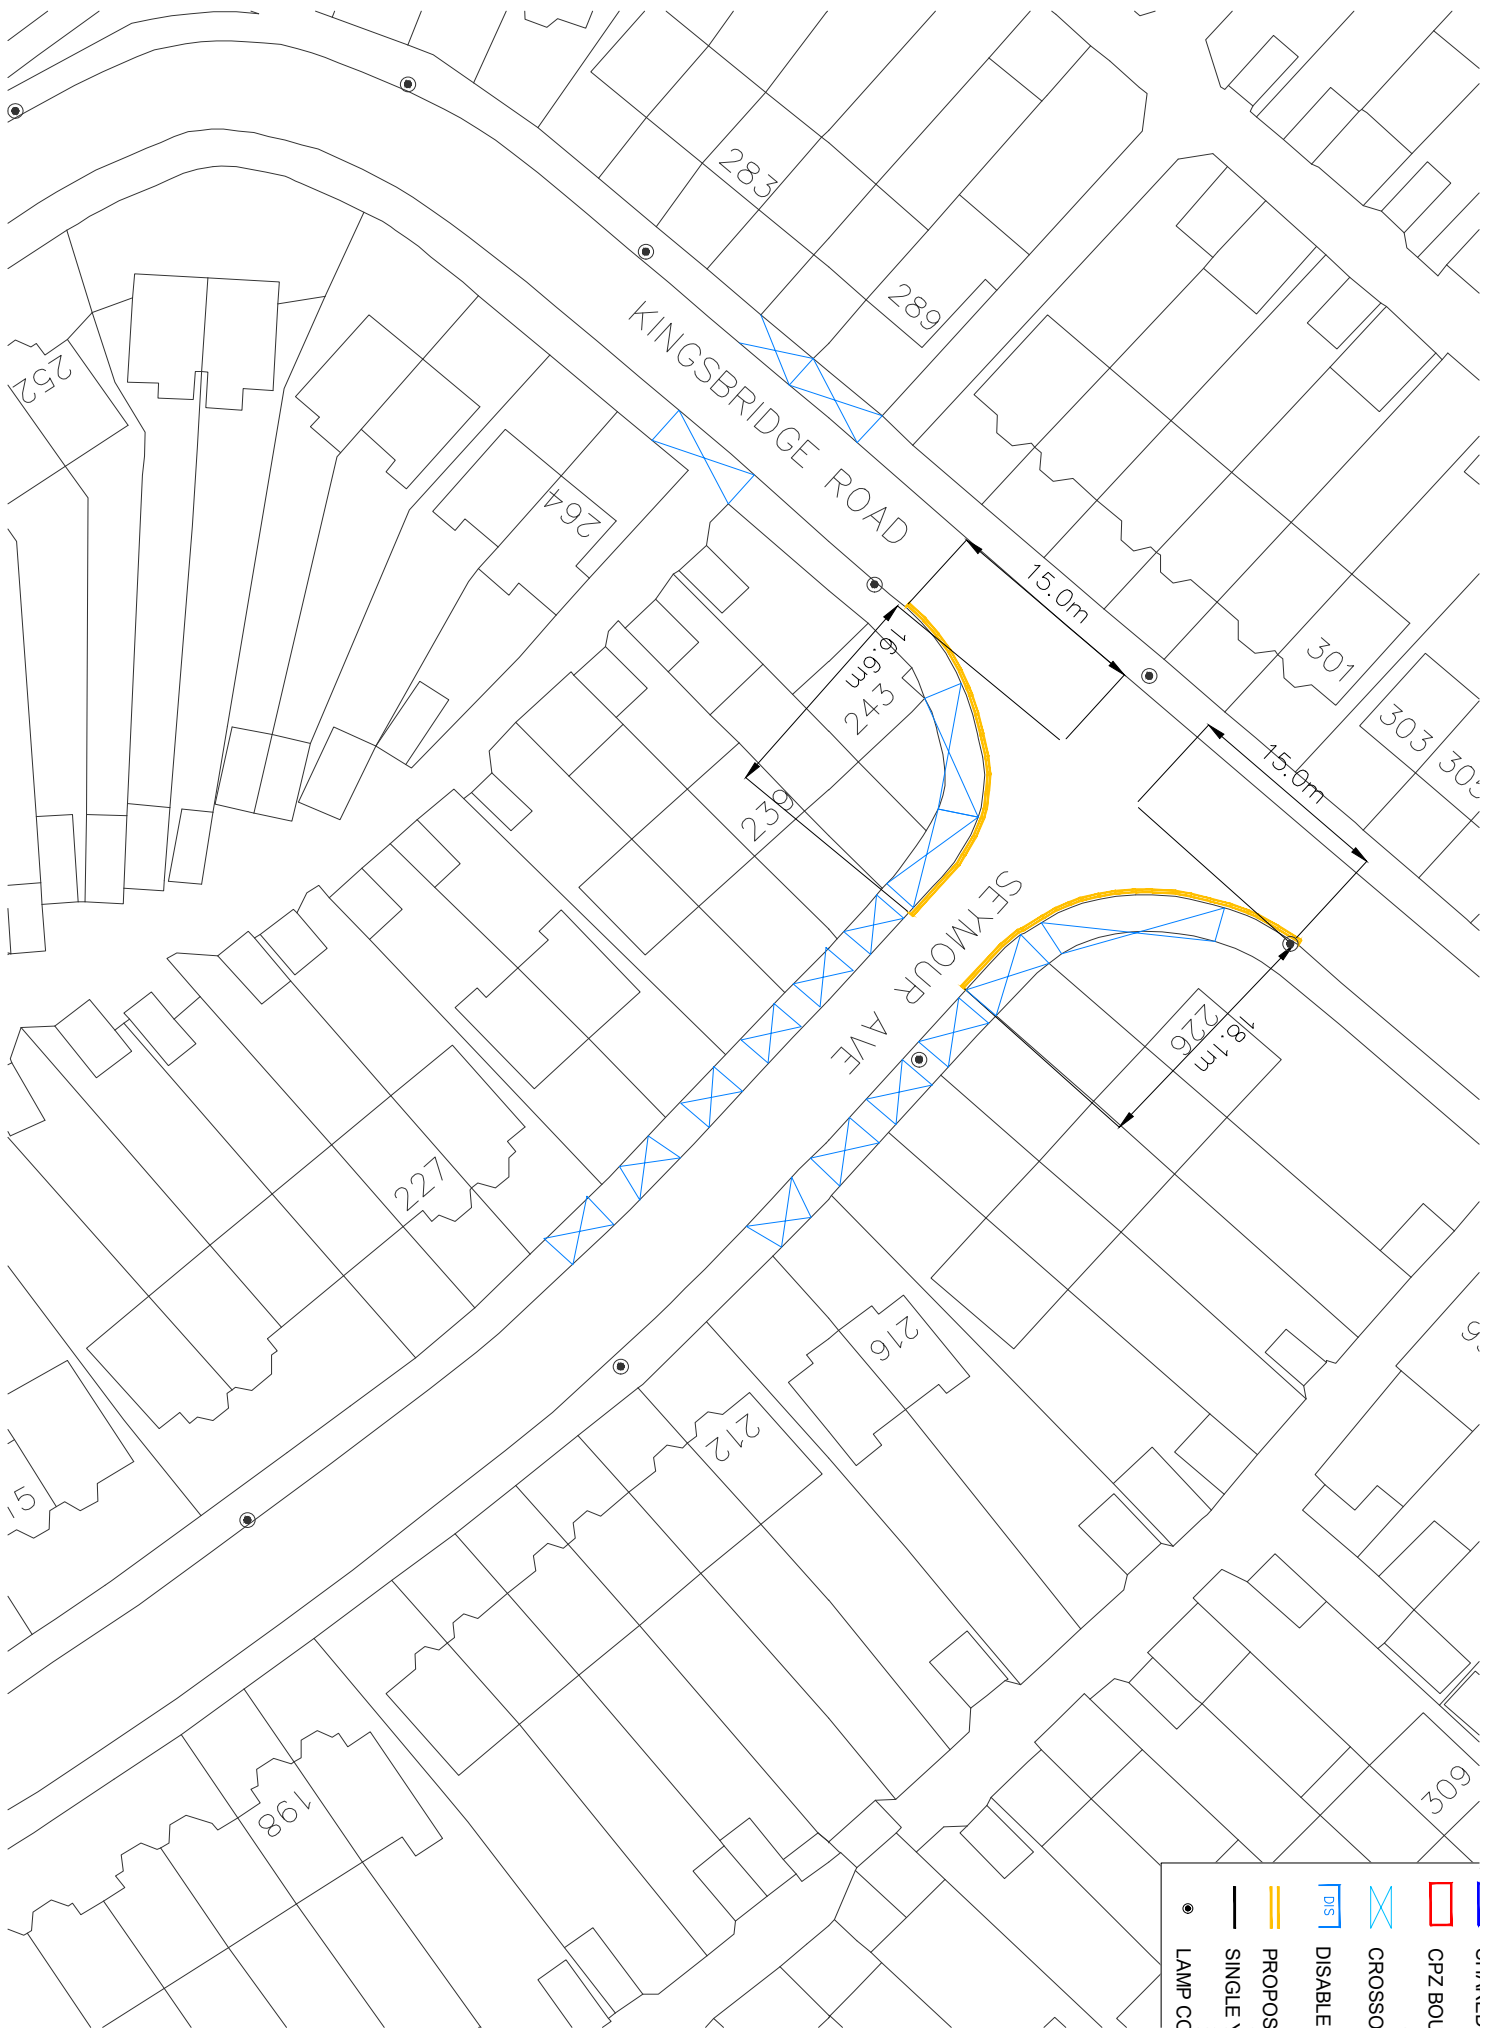 283
289
252
264
KINGSBRIDGE ROAD
15.0m
301
303
15.0m
16.6m
243
239
SEYMOUR AVE
18.1m
226
227
216
212
198
309
CPZ BOU
CROSSO
DIS
DISABLE
PROPOS
SINGLE
LAMP CO